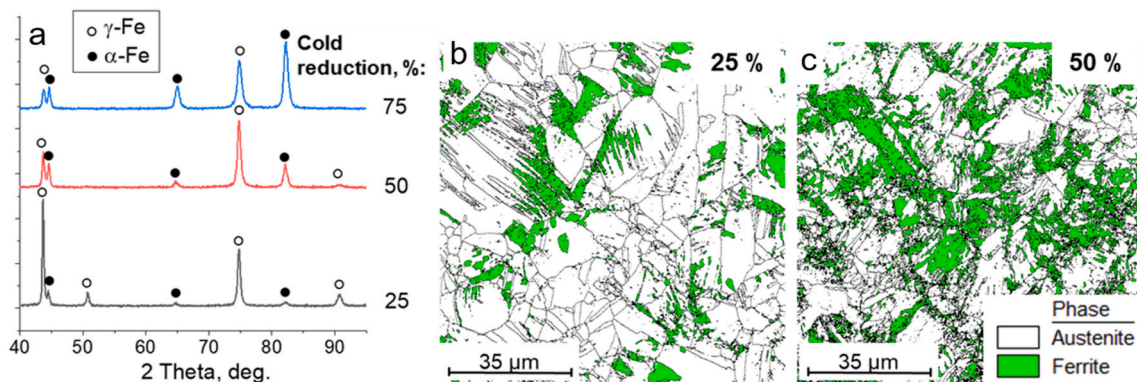 a
γ-Fe
α-Fe
Cold
reduction, %:
75
50
25
40 50 60 70 80 90
2 Theta, deg.
b
25 %
35 µm
c
50 %
35 µm
Phase
Austenite
Ferrite